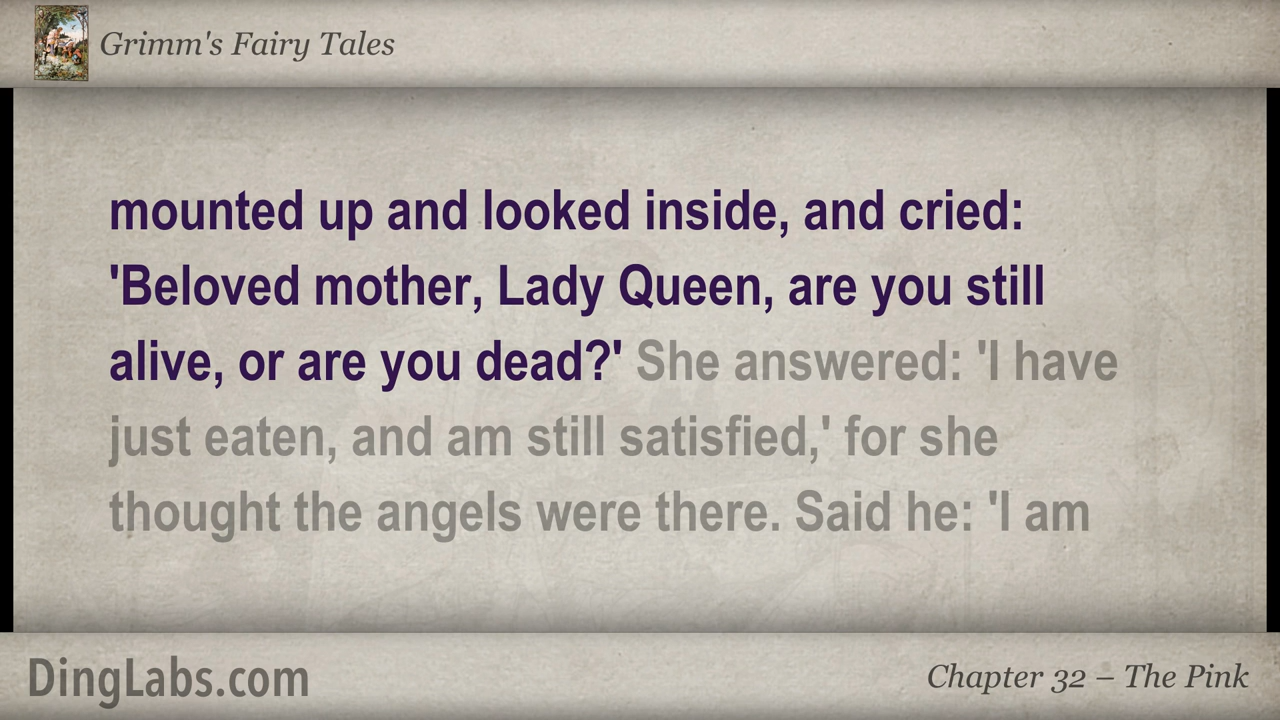 Grimm's Fairy Tales
mounted up and looked inside, and cried:
'Beloved mother, Lady Queen, are you still
alive, or are you dead?' She answered: 'I have
just eaten, and am still satisfied,' for she
thought the angels were there. Said he: 'I am
DingLabs.com
Chapter 32 – The Pink